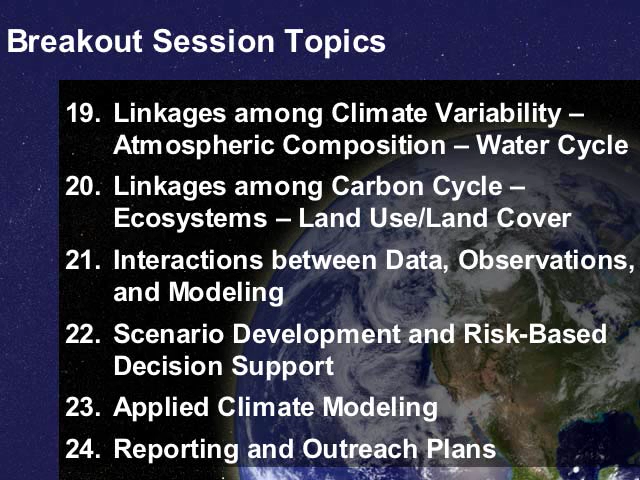 Breakout Session Topics
19. Linkages among Climate Variability –
Atmospheric Composition – Water Cycle
20. Linkages among Carbon Cycle –
Ecosystems – Land Use/Land Cover
21. Interactions between Data, Observations,
and Modeling
22. Scenario Development and Risk-Based
Decision Support
23. Applied Climate Modeling
24. Reporting and Outreach Plans